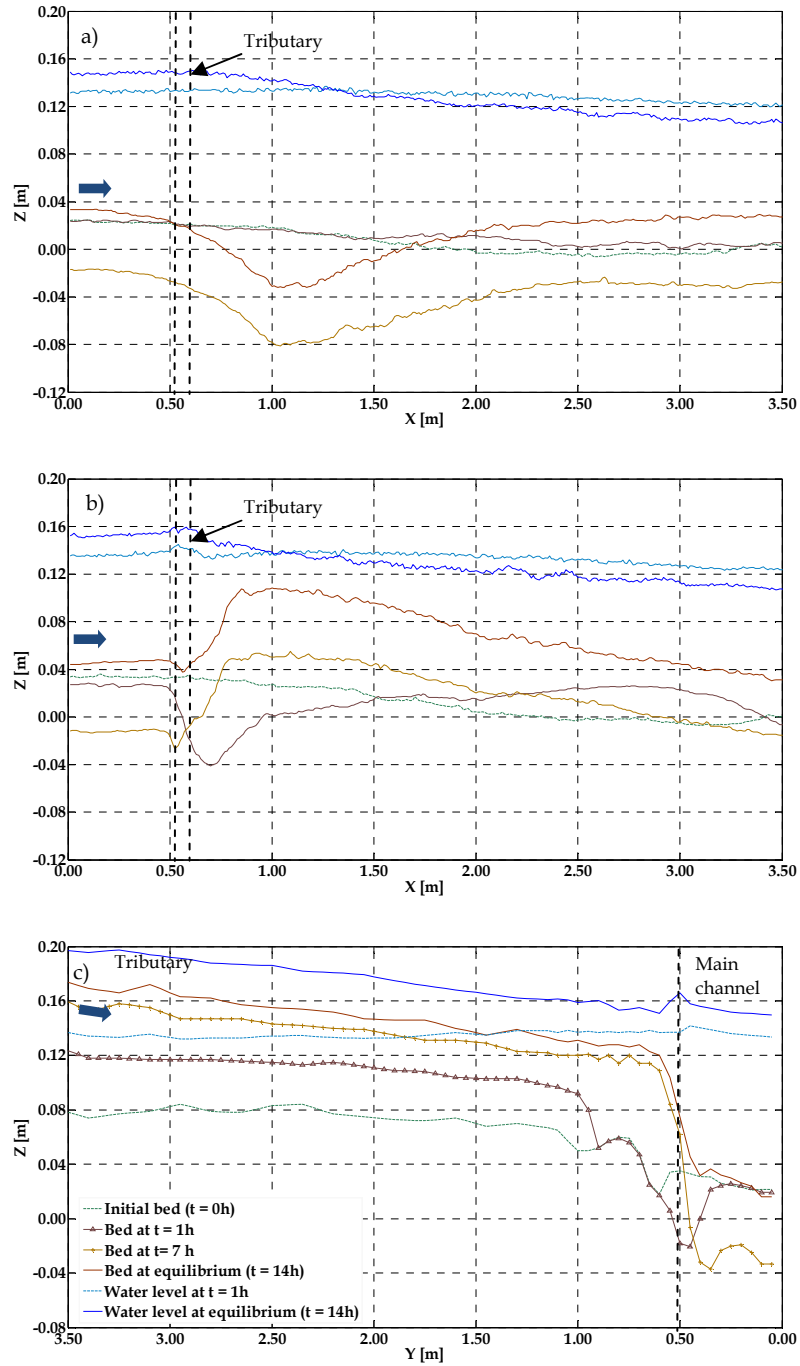 a)
Tributary
0.20
0.16
0.12
0.08
0.04
0.00
-0.04
-0.08
-0.12
Z [m]
0.00 0.50 1.00 1.50 2.00 2.50 3.00 3.50
X [m]
b)
Tributary
0.20
0.16
0.12
0.08
0.04
0.00
-0.04
-0.08
-0.12
Z [m]
0.00 0.50 1.00 1.50 2.00 2.50 3.00 3.50
X [m]
c)
Tributary
Main
channel
0.20
0.16
0.12
0.08
0.04
0.00
-0.04
-0.08
Z [m]
Initial bed (t = 0h)
Bed at t = 1h
Bed at t= 7 h
Bed at equilibrium (t = 14h)
Water level at t = 1h
Water level at equilibrium (t = 14h)
3.50 3.00 2.50 2.00 1.50 1.00 0.50 0.00
Y [m]